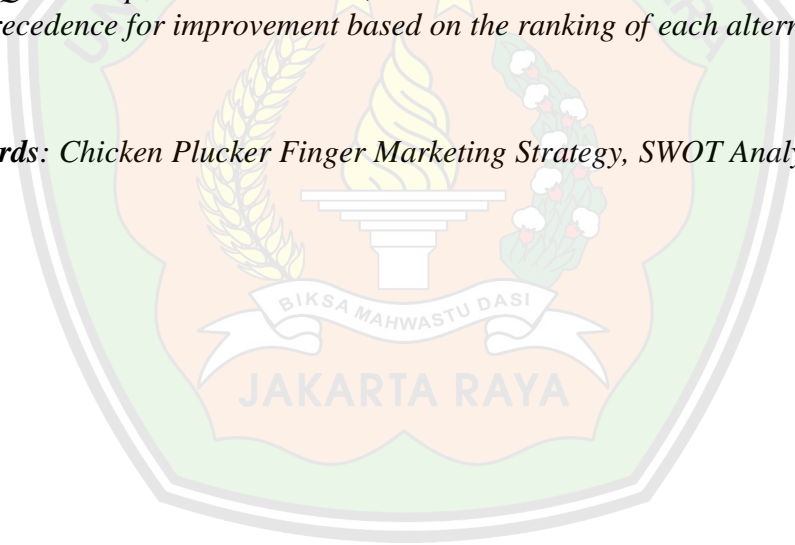 recedence for improvement based on the ranking of each altern
rds: Chicken Plucker Finger Marketing Strategy, SWOT Analy
BIKSA MAHWASTU DASI
JAKARTA RAYA